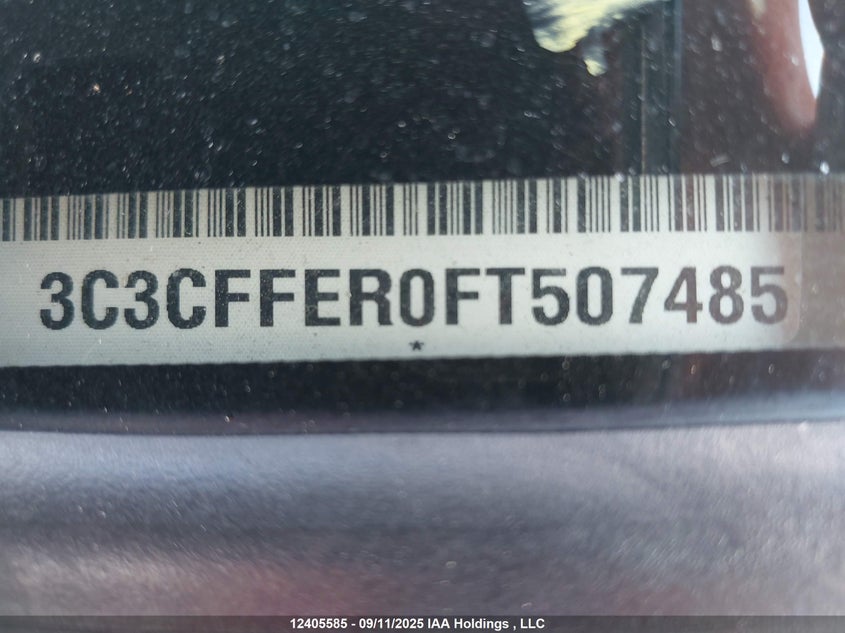 3C3CFFER0FT507485
*
12405585 - 09/11/2025 IAA Holdings , LLC